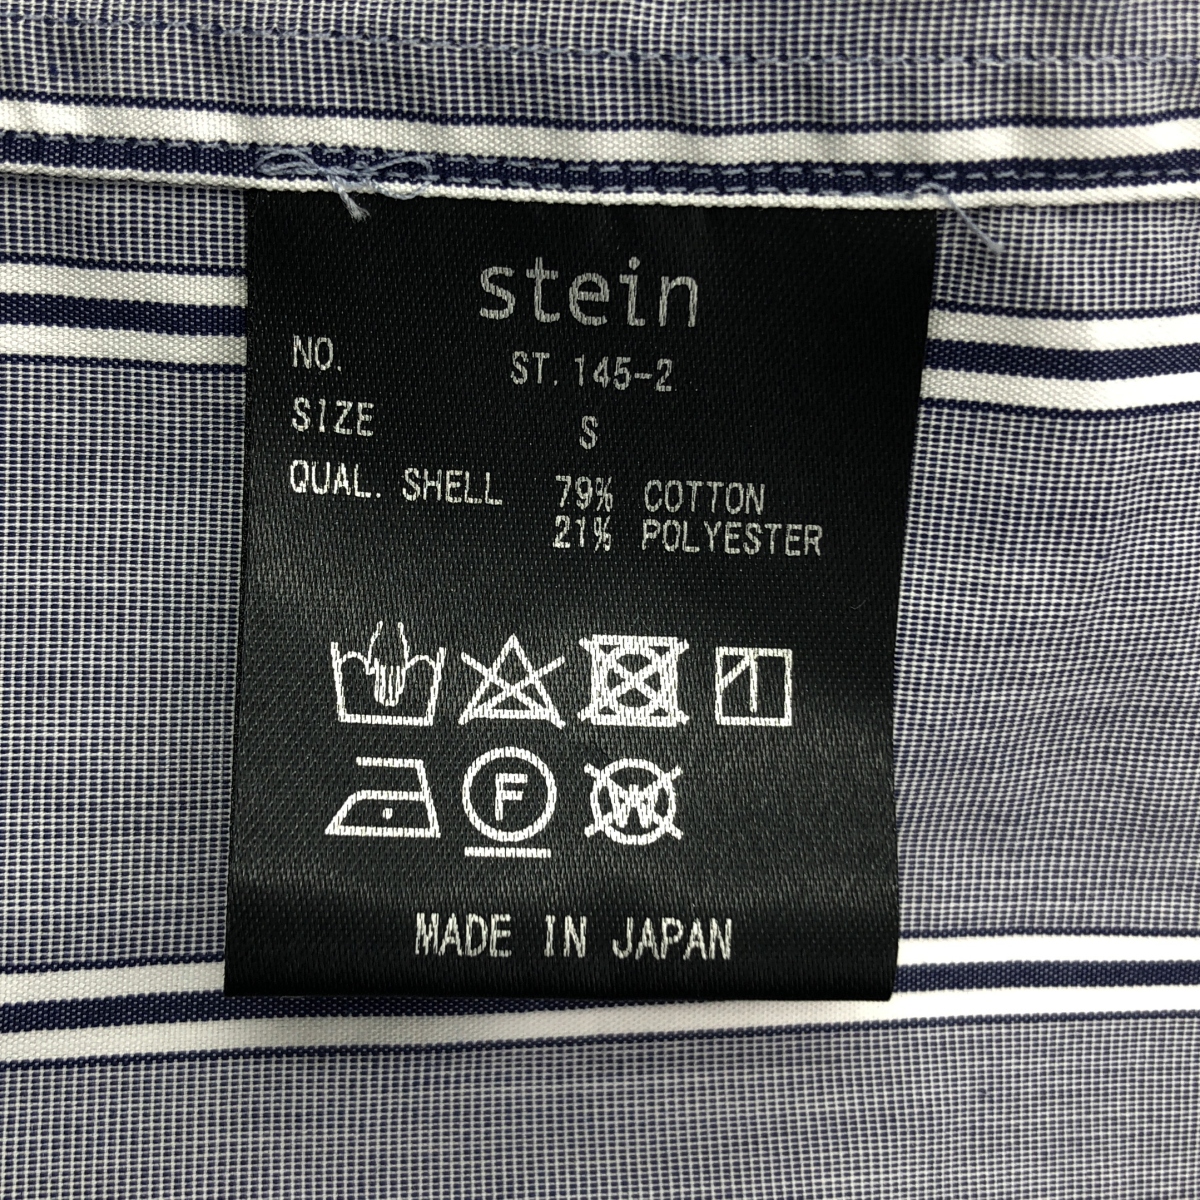 stein
NO. ST.145-2
SIZE S
QUAL. SHELL 79% COTTON
21% POLYESTER
F
W
MADE IN JAPAN